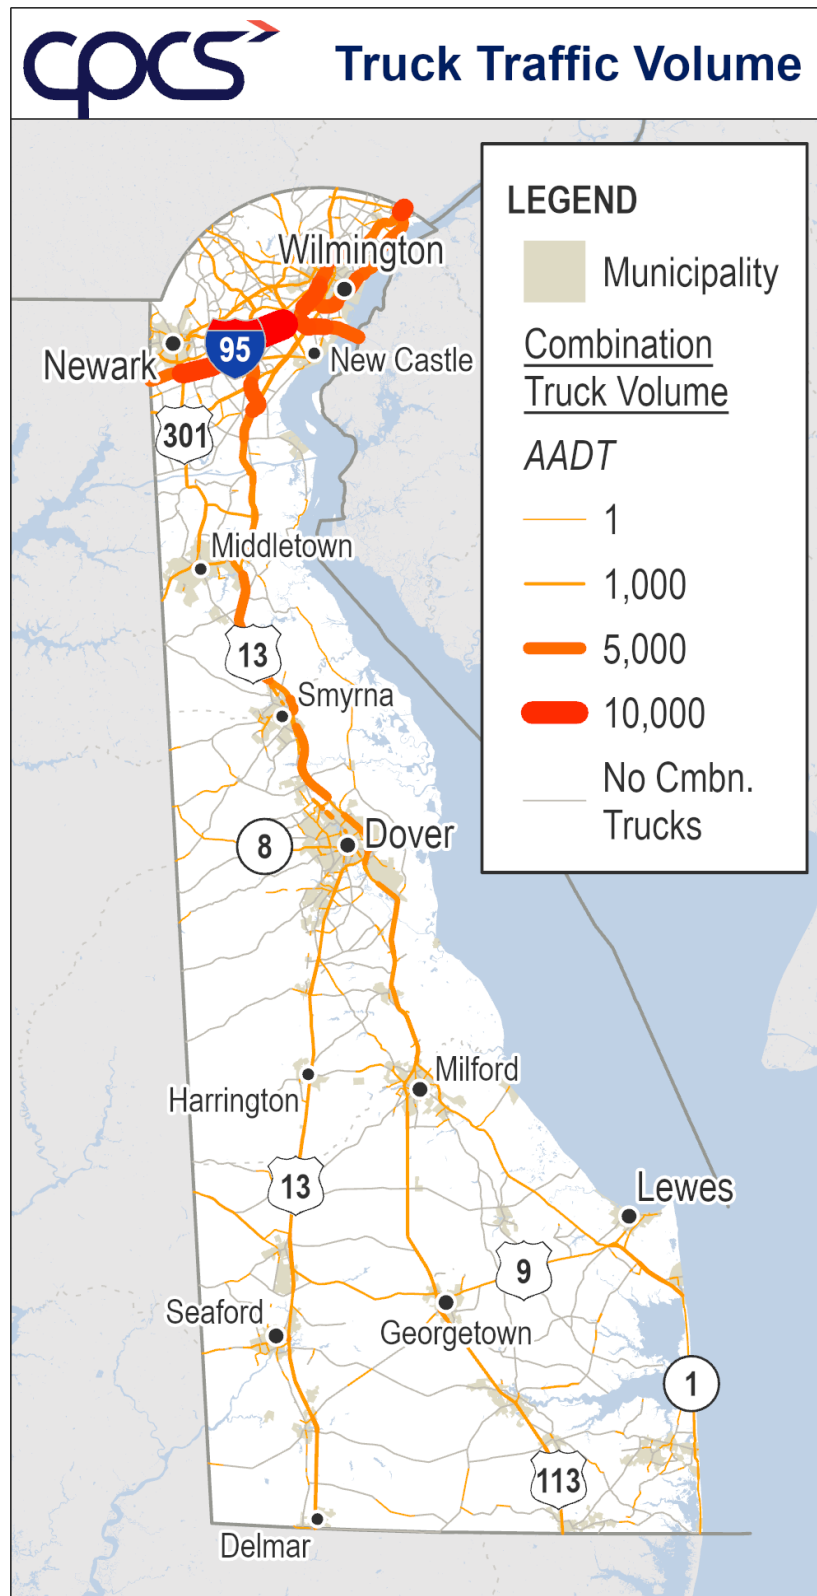 cpcs
Truck Traffic Volume
LEGEND
Municipality
Combination
Truck Volume
AADT
1
1,000
5,000
10,000
No Cmbn.
Trucks
Wilmington
95
Newark
New Castle
301
Middletown
13
Smyrna
8
Dover
Milford
Harrington
13
Lewes
9
Seaford
Georgetown
1
113
Delmar